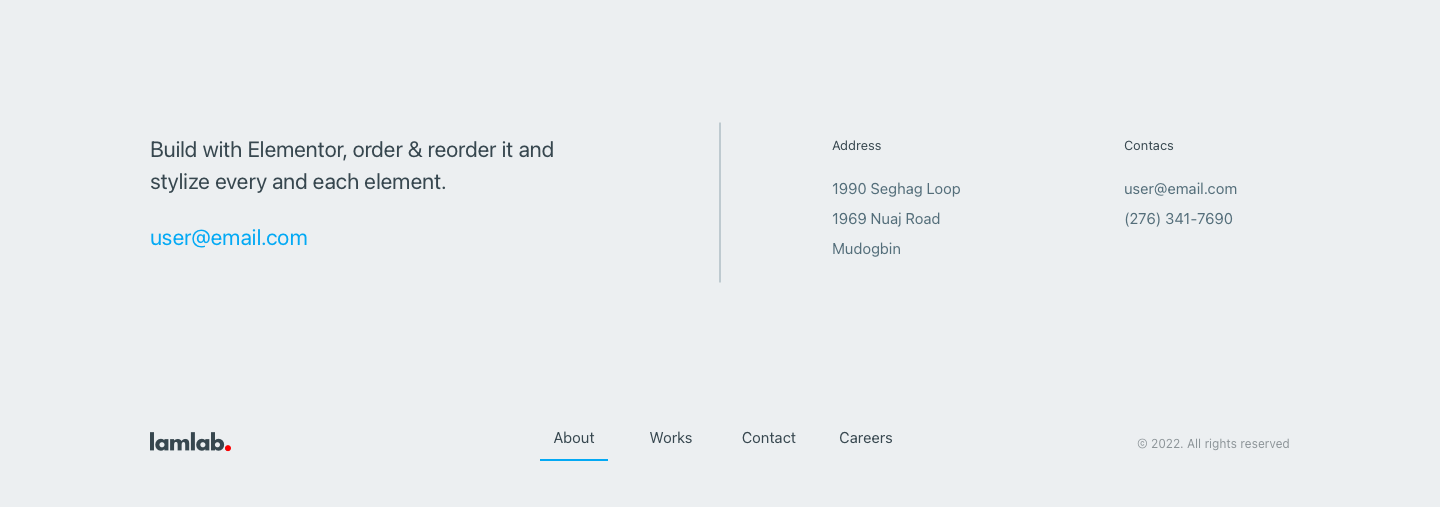 Build with Elementor, order & reorder it and
stylize every and each element.
user@email.com
Address
1990 Seghag Loop
1969 Nuaj Road
Mudogbin
Contacs
user@email.com
(276) 341-7690
lamlab.
About
Works
Contact
Careers
© 2022. All rights reserved